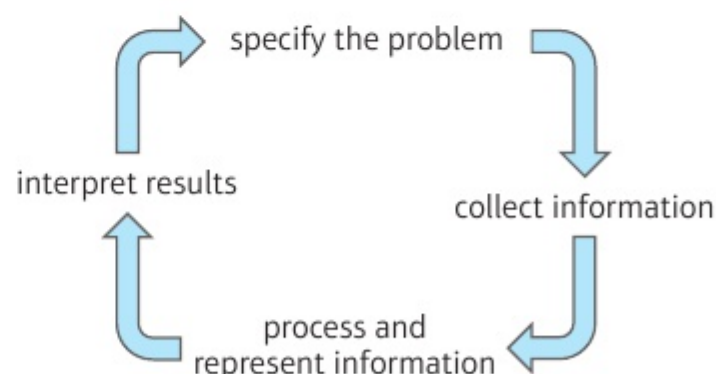 specify the problem
collect information
process and
represent information
interpret results